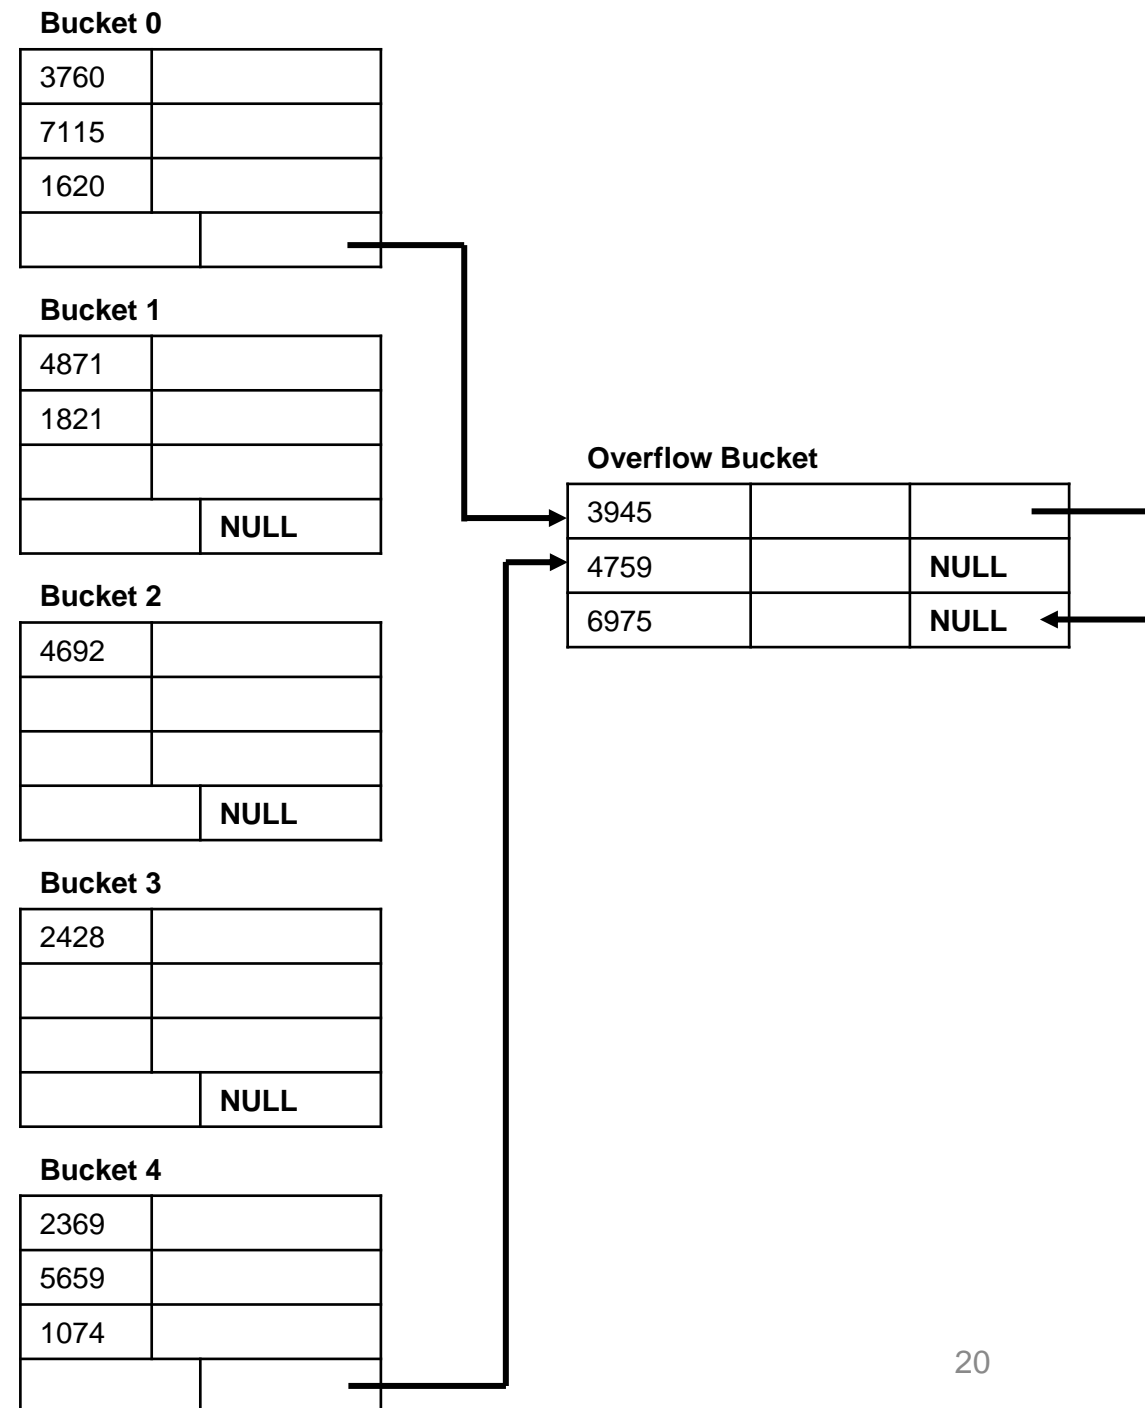 Bucket 0
3760
7115
1620
Bucket 1
4871
1821
NULL
Bucket 2
4692
NULL
Bucket 3
2428
NULL
Bucket 4
2369
5659
1074
Overflow Bucket
3945
4759 NULL
6975 NULL
20